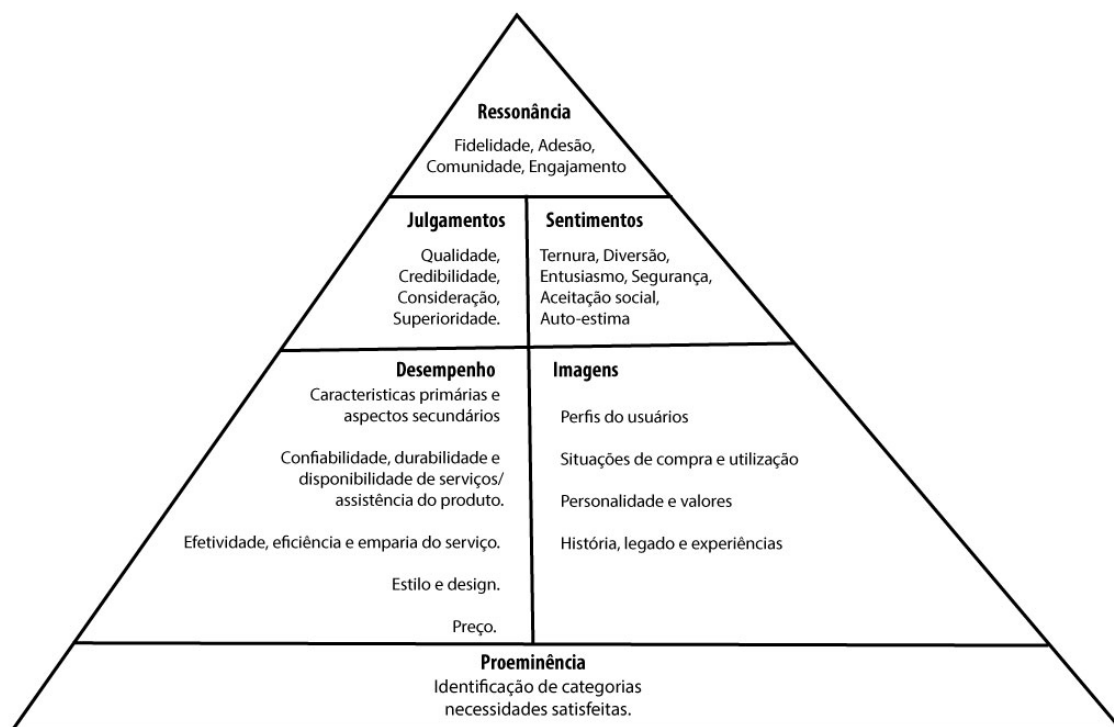 Ressonância
Fidelidade, Adesão,
Comunidade, Engajamento
Julgamentos
Qualidade,
Credibilidade,
Consideração,
Superioridade.
Sentimentos
Ternura, Diversão,
Entusiasmo, Segurança,
Aceitação social,
Auto-estima
Desempenho
Caracteristicas primárias e
aspectos secundários
Confiabilidade, durabilidade e
disponibilidade de serviços/
assistência do produto.
Efetividade, eficiência e emparia do serviço.
Estilo e design.
Preço.
Imagens
Perfis do usuários
Situações de compra e utilização
Personalidade e valores
História, legado e experiências
Proeminência
Identificação de categorias
necessidades satisfeitas.